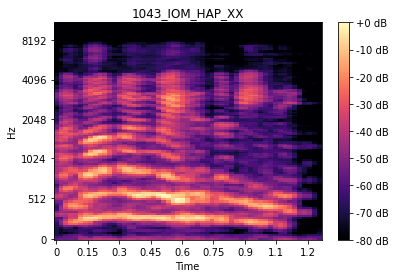 1043_IOM_HAP_XX
+0 dB
8192
-10 dB
4096
-20 dB
-30 dB
2048
Hz
-40 dB
1024
-50 dB
512
-60 dB
-70 dB
0
-80 dB
0 0.15 0.3 0.45 0.6 0.75 0.9 1.1 1.2
Time